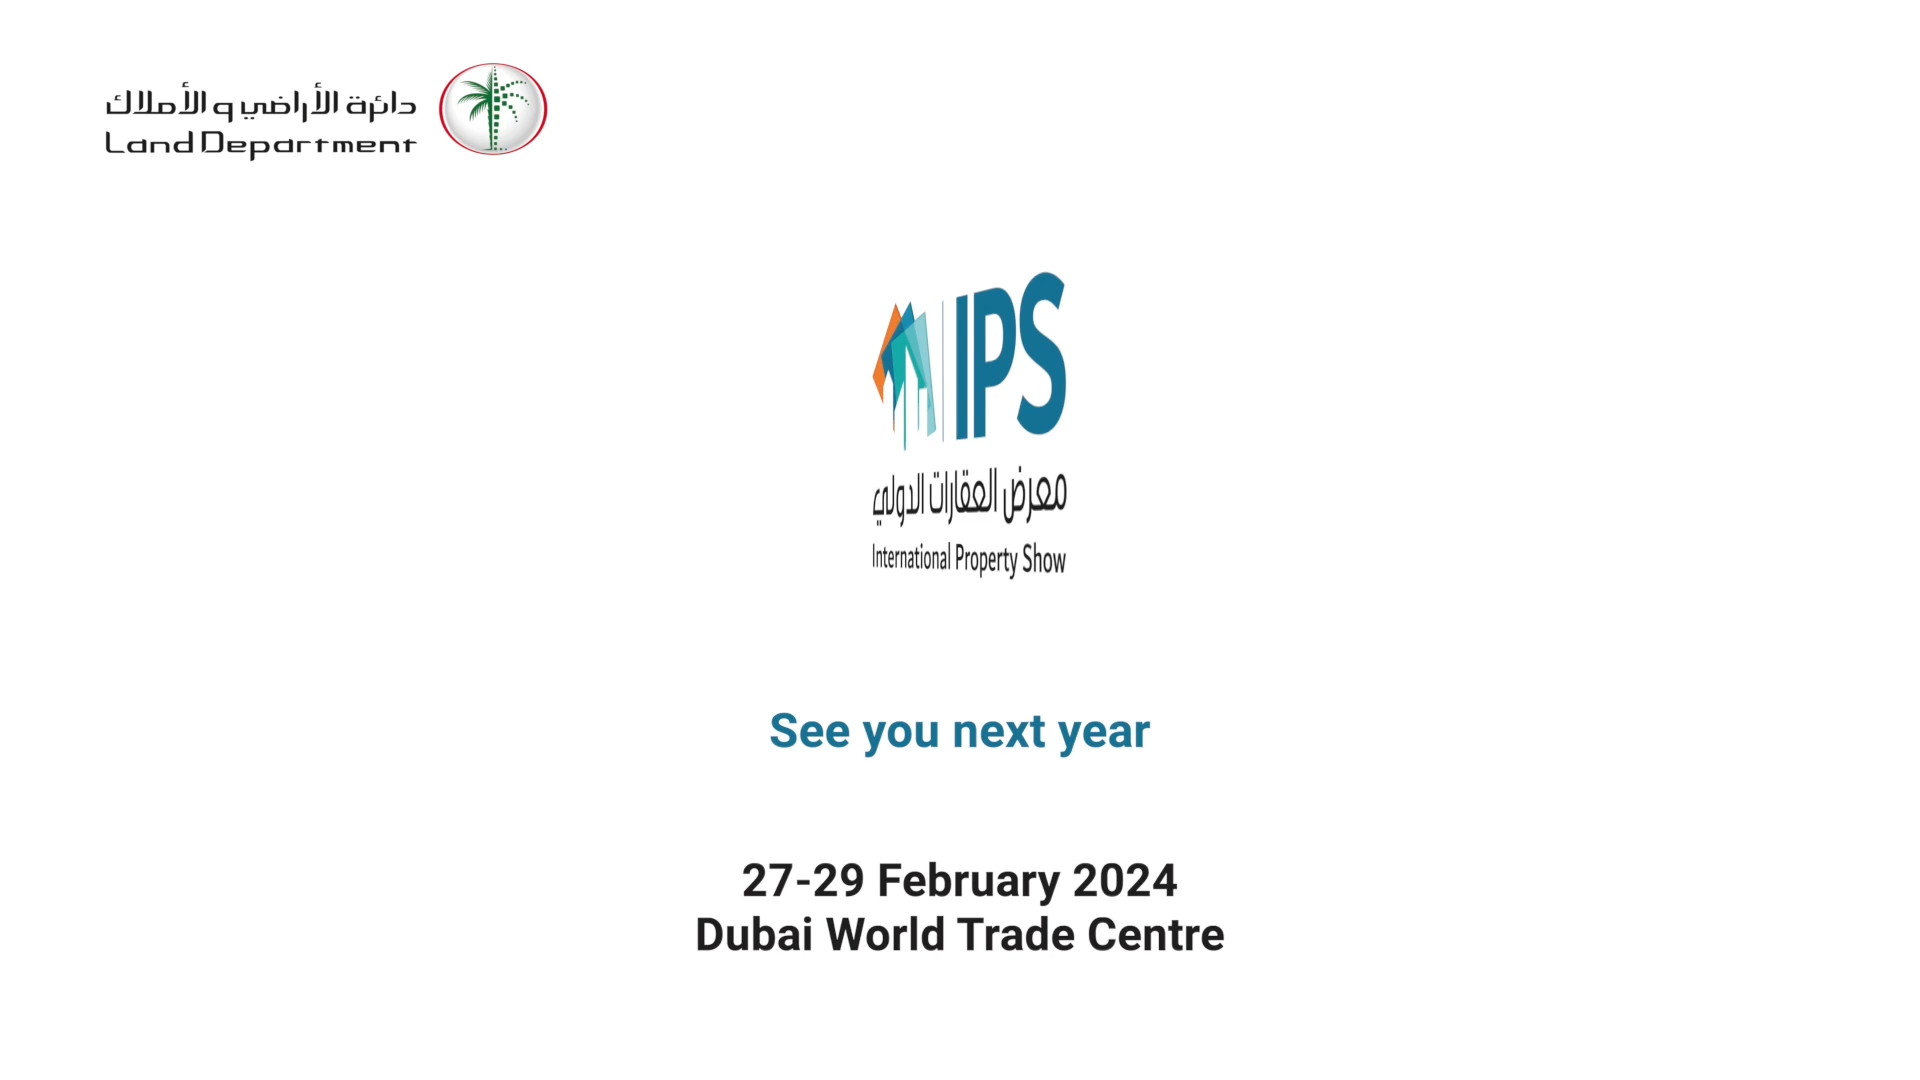 دائرة الأراضي و الأملاك
Land Department
IPS
معرض العقارات الدولي
International Property Show
See you next year
27-29 February 2024
Dubai World Trade Centre